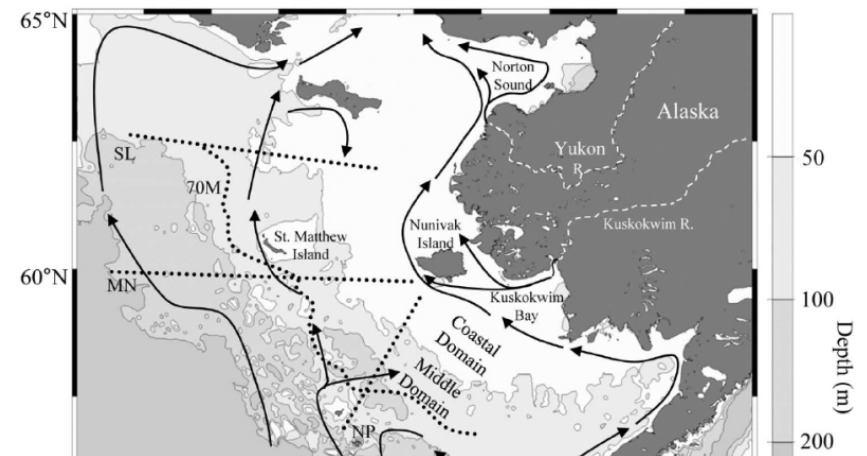 65°N
Norton
Sound
Alaska
Yukon
R
50
SL
70M
Kuskokwim R.
Nunivak
Island
St. Matthew
Island
60°N
MN
Kuskokwim
Bay
100
Coastal
Domain
Depth (m)
Middle
Domain
NP
200